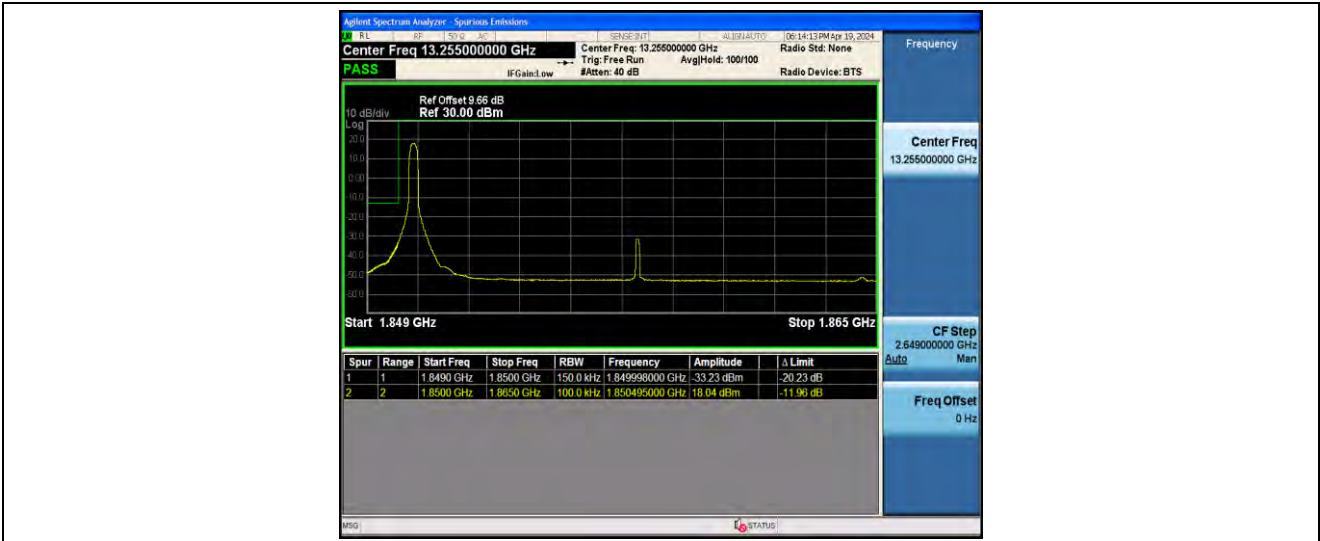 Agilent Spectrum Analyzer - Spurious Emissions
RL RF 50 Ω AC SENSE:INT ALIGNAUTO 06:14:13 PM Apr 19, 2024
Center Freq 13.255000000 GHz Center Freq: 13.255000000 GHz Radio Std: None Frequency
PASS Trig: Free Run Avg|Hold: 100/100
IFGain:Low #Atten: 40 dB Radio Device: BTS
Ref Offset 9.66 dB
10 dB/div Ref 30.00 dBm
Log
20.0
10.0
0.00
-10.0
-20.0
-30.0
-40.0
-50.0
-60.0
Start 1.849 GHz Stop 1.865 GHz
Spur Range Start Freq Stop Freq RBW Frequency Amplitude Δ Limit
1 1 1.8490 GHz 1.8500 GHz 150.0 kHz 1.849998000 GHz -33.23 dBm -20.23 dB
2 2 1.8500 GHz 1.8650 GHz 100.0 kHz 1.850495000 GHz 18.04 dBm -11.96 dB
Center Freq
13.255000000 GHz
CF Step
2.649000000 GHz
Auto Man
Freq Offset
0 Hz
MSG STATUS